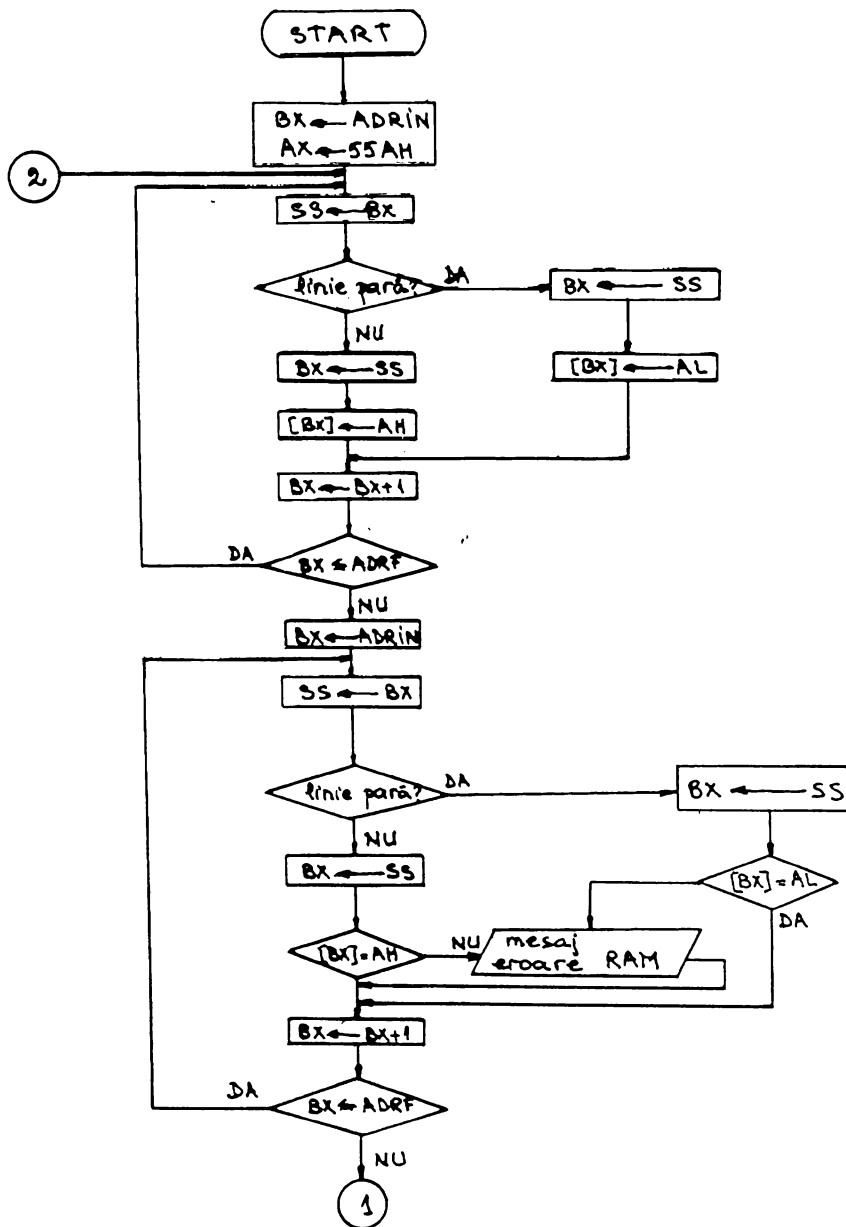 START
BX ← ADRIN
AX ← 55AH
2
SS ← BX
linie pară?
DA
BX ← SS
NU
BX ← SS
[BX] ← AL
[BX] ← AH
BX ← BX+1
DA
BX ≤ ADRF
NU
BX ← ADRIN
SS ← BX
linie pară?
DA
BX ← SS
NU
BX ← SS
[BX] = AL
DA
[BX] = AH
NU
mesaj
eroare RAM
BX ← BX+1
DA
BX ≤ ADRF
NU
1